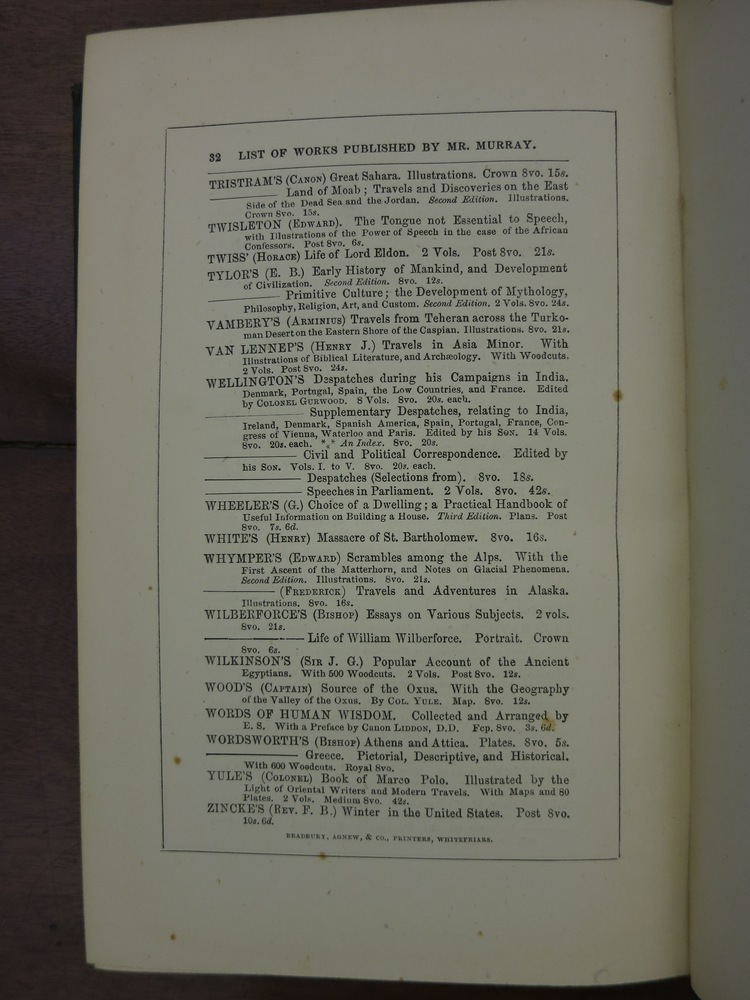 32 LIST OF WORKS PUBLISHED BY MR. MURRAY.
TRISTRAM'S (CANON) Great Sahara. Illustrations. Crown 8vo. 15s.
——— Land of Moab; Travels and Discoveries on the East
Side of the Dead Sea and the Jordan. Second Edition. Illustrations.
Crown 8vo. 15s.
TWISLETON (EDWARD). The Tongue not Essential to Speech,
with Illustrations of the Power of Speech in the case of the African
Confessors. Post 8vo. 6s.
TWISS' (HORACE) Life of Lord Eldon. 2 Vols. Post 8vo. 21s.
TYLOR'S (E. B.) Early History of Mankind, and Development
of Civilization. Second Edition. 8vo. 12s.
——— Primitive Culture; the Development of Mythology,
Philosophy, Religion, Art, and Custom. Second Edition. 2 Vols. 8vo. 24s.
VAMBERY'S (ARMINIUS) Travels from Teheran across the Turko-
man Desert on the Eastern Shore of the Caspian. Illustrations. 8vo. 21s.
VAN LENNEP'S (HENRY J.) Travels in Asia Minor. With
Illustrations of Biblical Literature, and Archæology. With Woodcuts.
2 Vols. Post 8vo. 24s.
WELLINGTON'S Despatches during his Campaigns in India,
Denmark, Portugal, Spain, the Low Countries, and France. Edited
by COLONEL GURWOOD. 8 Vols. 8vo. 20s. each.
——— Supplementary Despatches, relating to India,
Ireland, Denmark, Spanish America, Spain, Portugal, France, Con-
gress of Vienna, Waterloo and Paris. Edited by his SON. 14 Vols.
8vo. 20s. each. *** An Index. 8vo. 20s.
——— Civil and Political Correspondence. Edited by
his SON. Vols. I. to V. 8vo. 20s. each.
——— Despatches (Selections from). 8vo. 18s.
——— Speeches in Parliament. 2 Vols. 8vo. 42s.
WHEELER'S (G.) Choice of a Dwelling; a Practical Handbook of
Useful Information on Building a House. Third Edition. Plans. Post
8vo. 7s. 6d.
WHITE'S (HENRY) Massacre of St. Bartholomew. 8vo. 16s.
WHYMPER'S (EDWARD) Scrambles among the Alps. With the
First Ascent of the Matterhorn, and Notes on Glacial Phenomena.
Second Edition. Illustrations. 8vo. 21s.
——— (FREDERICK) Travels and Adventures in Alaska.
Illustrations. 8vo. 16s.
WILBERFORCE'S (BISHOP) Essays on Various Subjects. 2 vols.
8vo. 21s.
——— Life of William Wilberforce. Portrait. Crown
8vo. 6s.
WILKINSON'S (SIR J. G.) Popular Account of the Ancient
Egyptians. With 500 Woodcuts. 2 Vols. Post 8vo. 12s.
WOOD'S (CAPTAIN) Source of the Oxus. With the Geography
of the Valley of the Oxus. By COL. YULE. Map. 8vo. 12s.
WORDS OF HUMAN WISDOM. Collected and Arranged by
E. S. With a Preface by CANON LIDDON, D.D. Fcp. 8vo. 3s. 6d.
WORDSWORTH'S (BISHOP) Athens and Attica. Plates. 8vo. 5s.
——— Greece. Pictorial, Descriptive, and Historical.
With 600 Woodcuts. Royal 8vo.
YULE'S (COLONEL) Book of Marco Polo. Illustrated by the
Light of Oriental Writers and Modern Travels. With Maps and 80
Plates. 2 Vols. Medium 8vo. 42s.
ZINCKE'S (REV. F. B.) Winter in the United States. Post 8vo.
10s. 6d.
BRADBURY, AGNEW, & CO., PRINTERS, WHITEFRIARS.